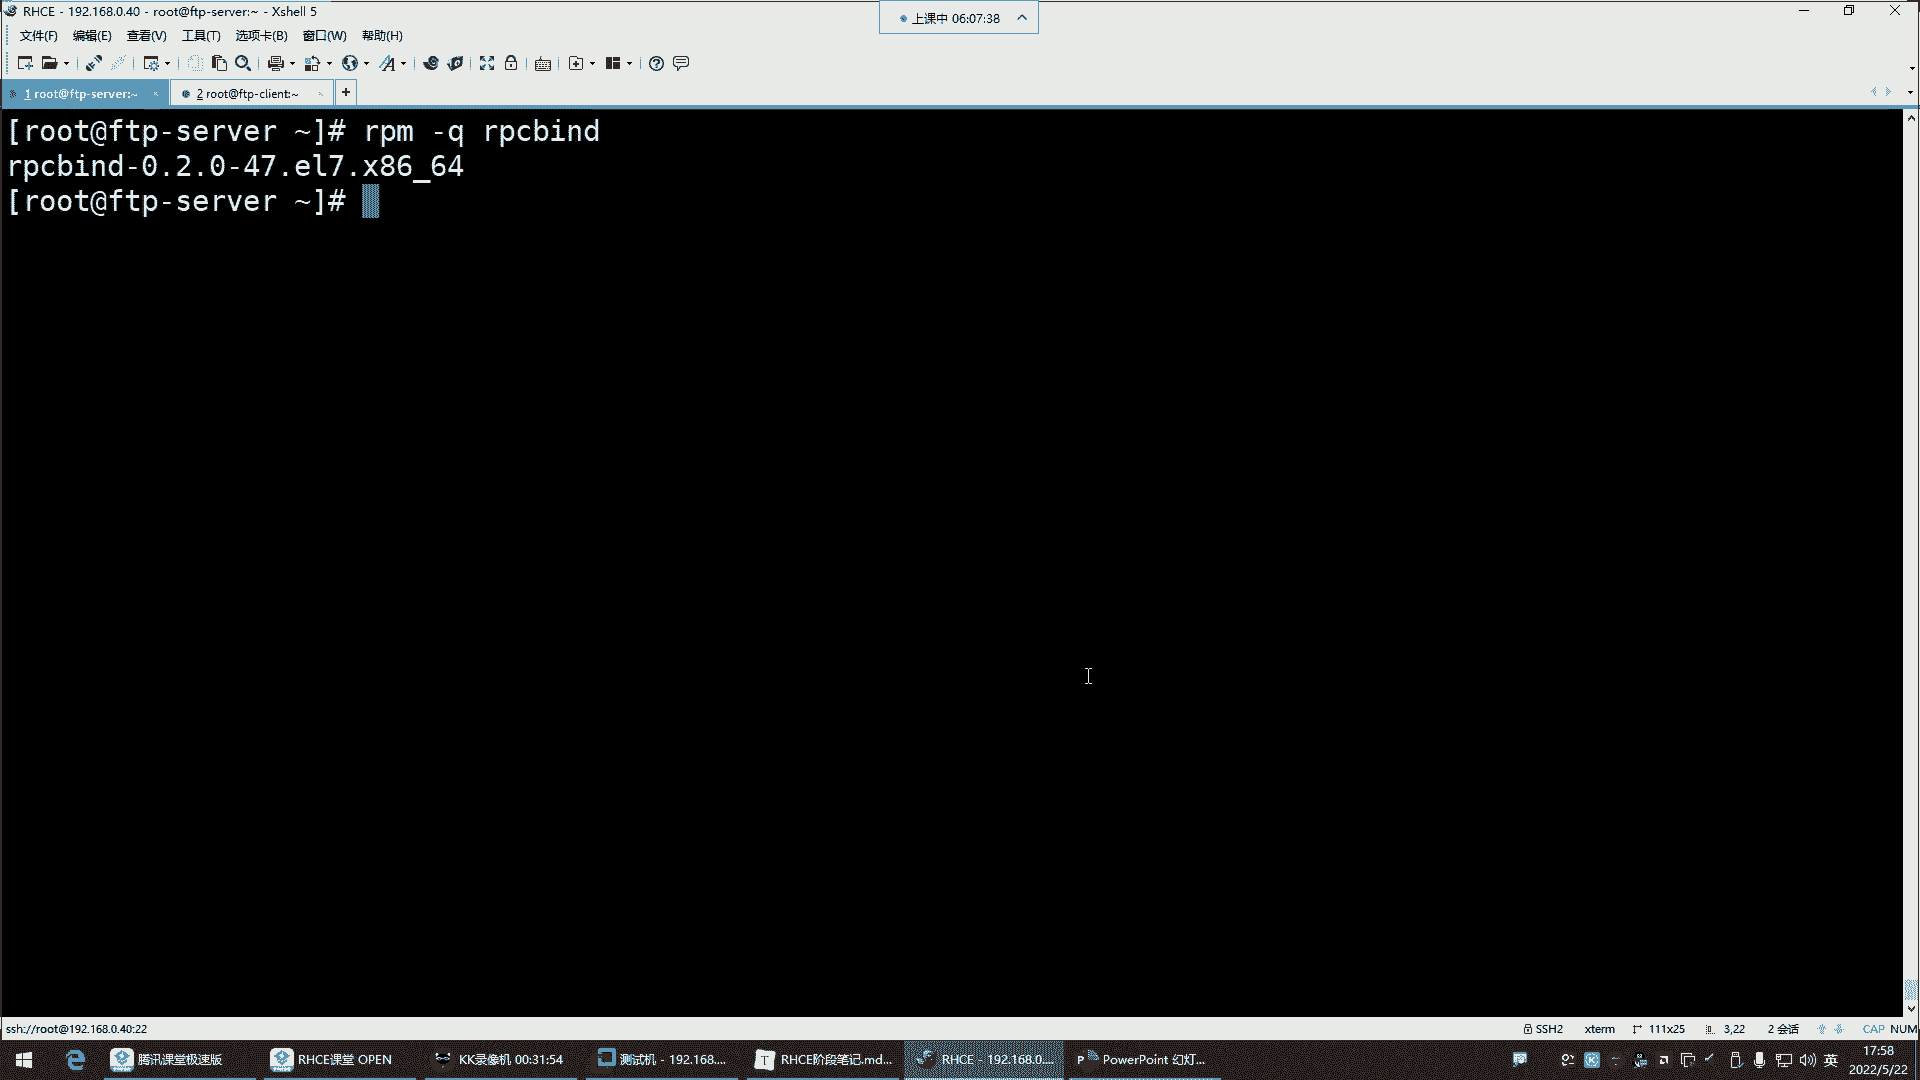 RHCE - 192.168.0.40 - root@ftp-server:~ - Xshell 5
上课中 06:07:38
文件(F) 编辑(E) 查看(V) 工具(T) 选项卡(B) 窗口(W) 帮助(H)
1 root@ftp-server:~ × 2 root@ftp-client:~ × +
[root@ftp-server ~]# rpm -q rpcbind
rpcbind-0.2.0-47.el7.x86_64
[root@ftp-server ~]#
ssh://root@192.168.0.40:22 SSH2 xterm 111x25 3,22 2 会话 CAP NUM
腾讯课堂极速版 RHCE课堂 OPEN KK录像机 00:31:54 测试机 - 192.168.... RHCE阶段笔记.md... RHCE - 192.168.0.... PowerPoint 幻灯... 英 17:58
2022/5/22